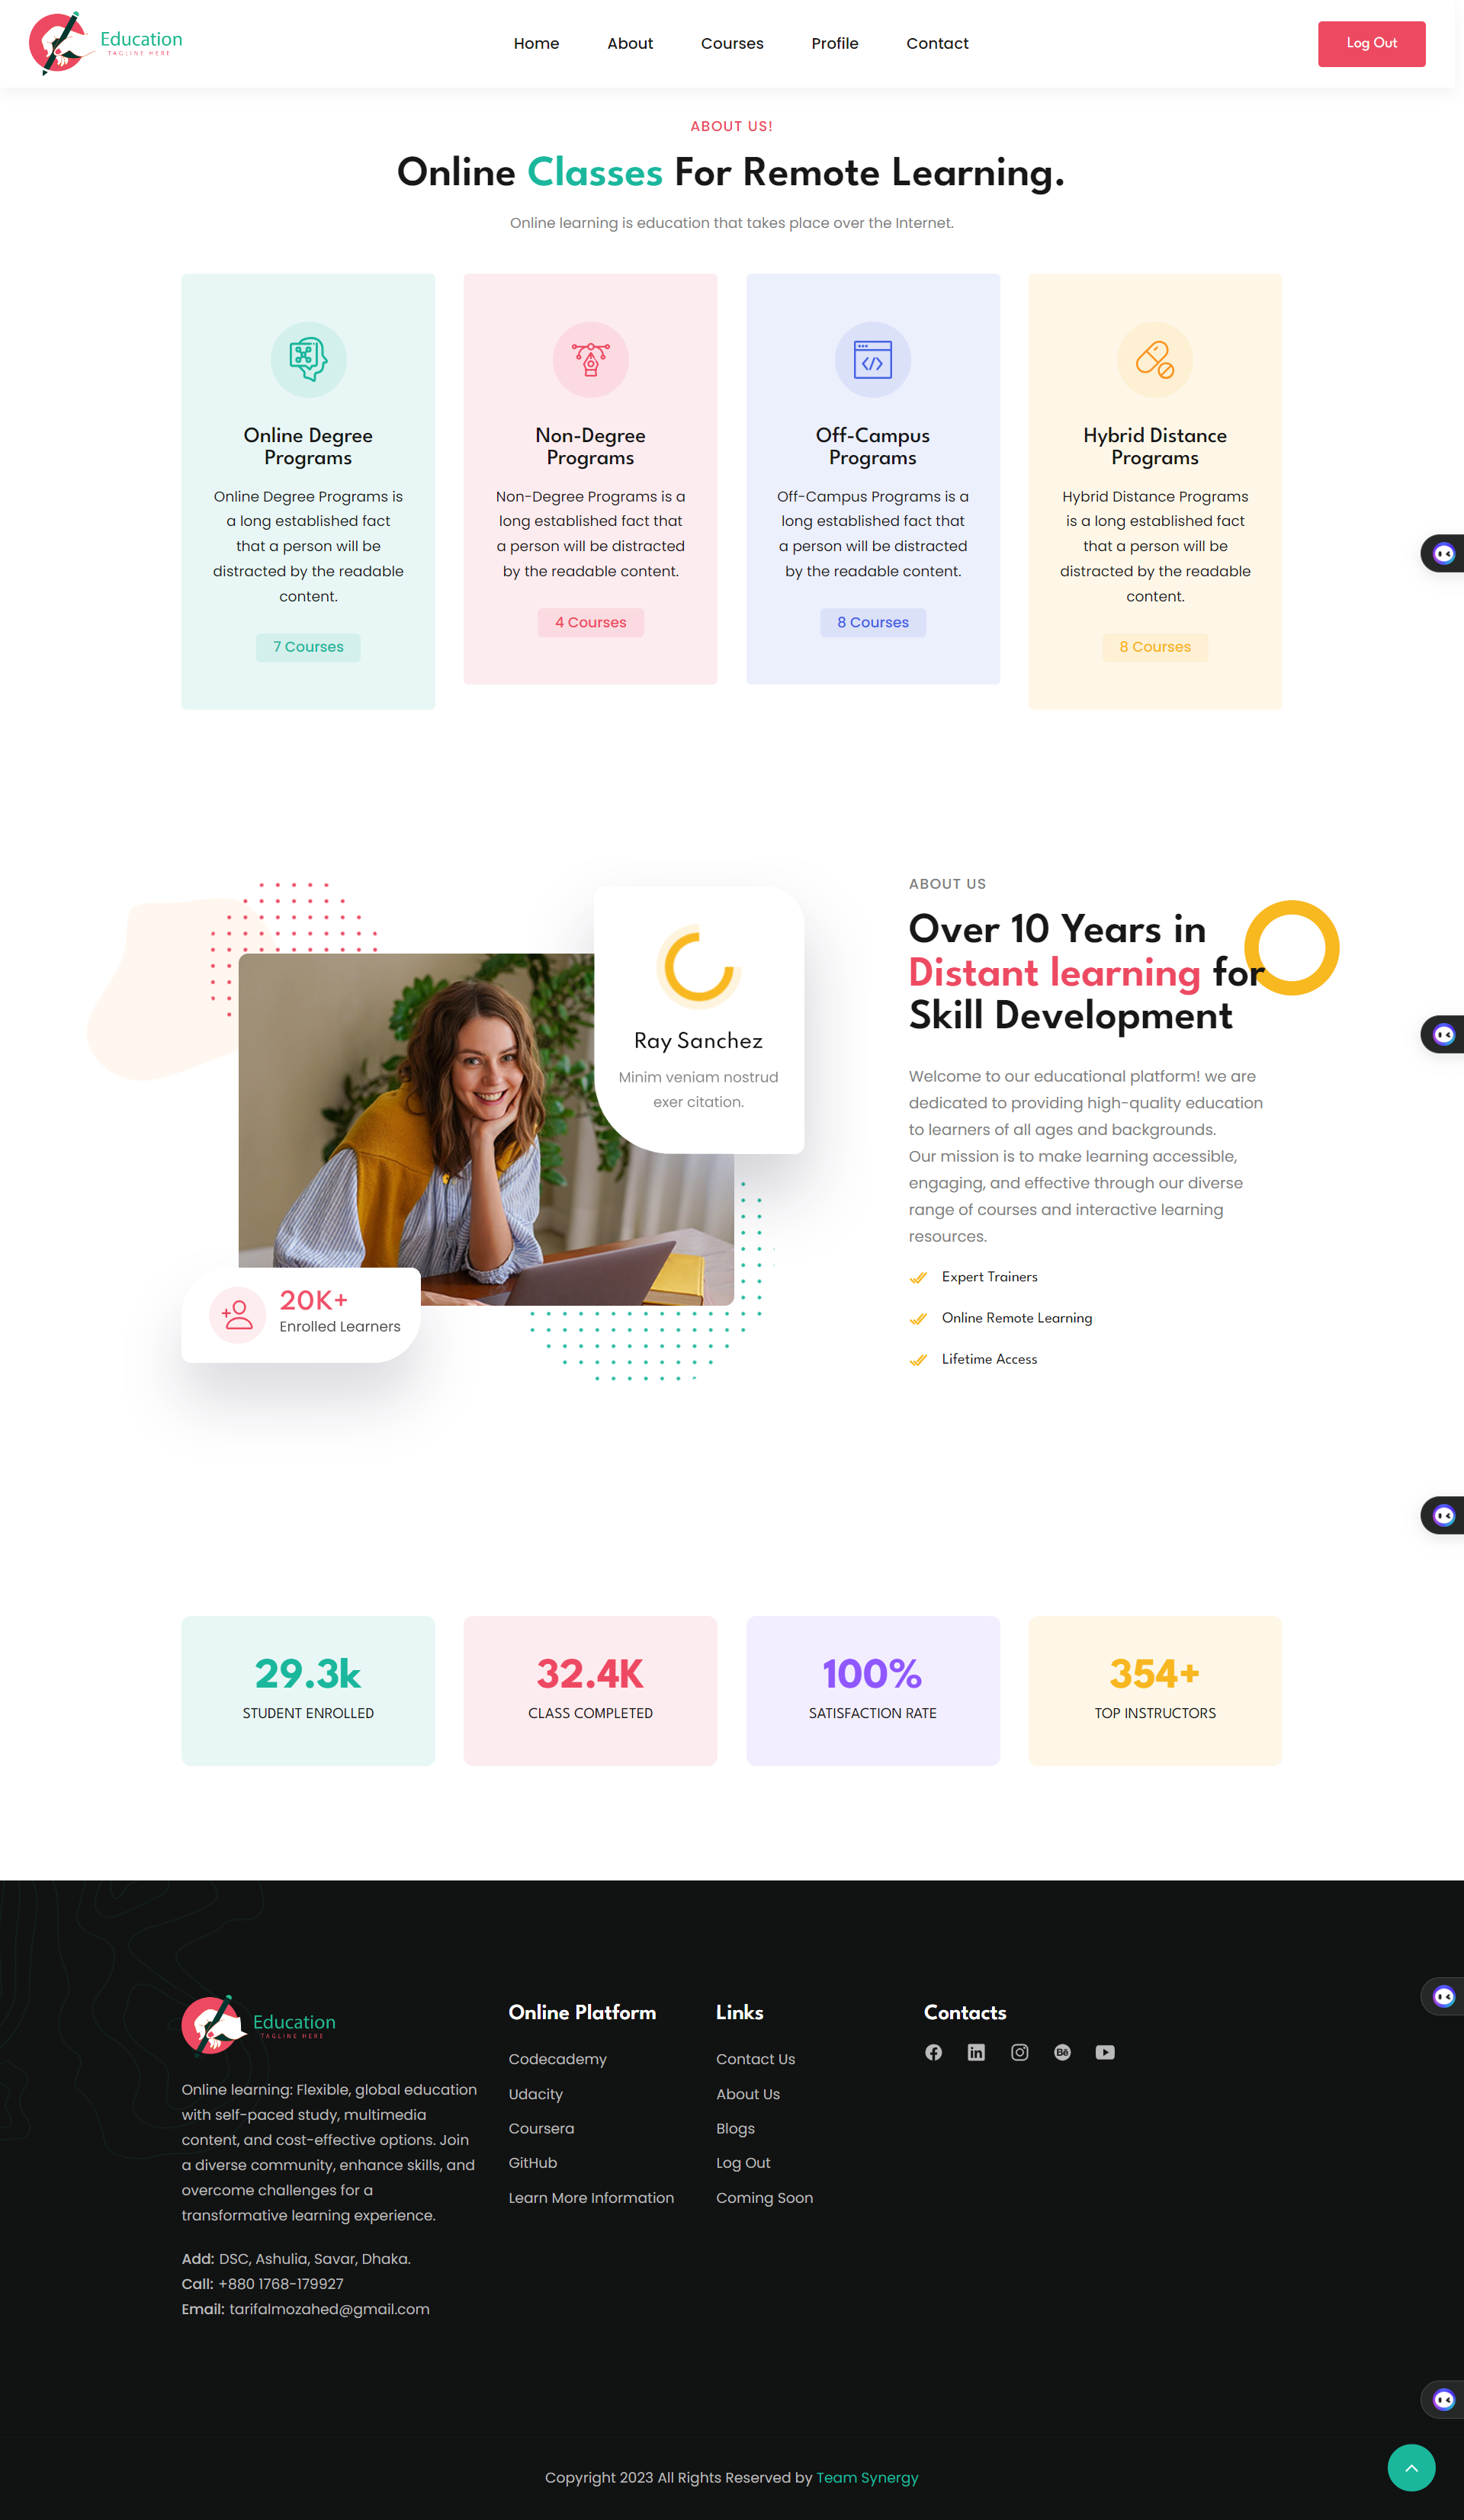 Education
TAGLINE HERE
Home
About
Courses
Profile
Contact
Log Out
ABOUT US!
Online Classes For Remote Learning.
Online learning is education that takes place over the Internet.
Online Degree
Programs
Online Degree Programs is
a long established fact
that a person will be
distracted by the readable
content.
7 Courses
Non-Degree
Programs
Non-Degree Programs is a
long established fact that
a person will be distracted
by the readable content.
4 Courses
Off-Campus
Programs
Off-Campus Programs is a
long established fact that
a person will be distracted
by the readable content.
8 Courses
Hybrid Distance
Programs
Hybrid Distance Programs
is a long established fact
that a person will be
distracted by the readable
content.
8 Courses
Ray Sanchez
Minim veniam nostrud
exer citation.
20K+
Enrolled Learners
ABOUT US
Over 10 Years in
Distant learning for
Skill Development
Welcome to our educational platform! we are
dedicated to providing high-quality education
to learners of all ages and backgrounds.
Our mission is to make learning accessible,
engaging, and effective through our diverse
range of courses and interactive learning
resources.
Expert Trainers
Online Remote Learning
Lifetime Access
29.3k
STUDENT ENROLLED
32.4K
CLASS COMPLETED
100%
SATISFACTION RATE
354+
TOP INSTRUCTORS
Education
TAGLINE HERE
Online learning: Flexible, global education
with self-paced study, multimedia
content, and cost-effective options. Join
a diverse community, enhance skills, and
overcome challenges for a
transformative learning experience.
Add: DSC, Ashulia, Savar, Dhaka.
Call: +880 1768-179927
Email: tarifalmozahed@gmail.com
Online Platform
Codecademy
Udacity
Coursera
GitHub
Learn More Information
Links
Contact Us
About Us
Blogs
Log Out
Coming Soon
Contacts
Copyright 2023 All Rights Reserved by Team Synergy